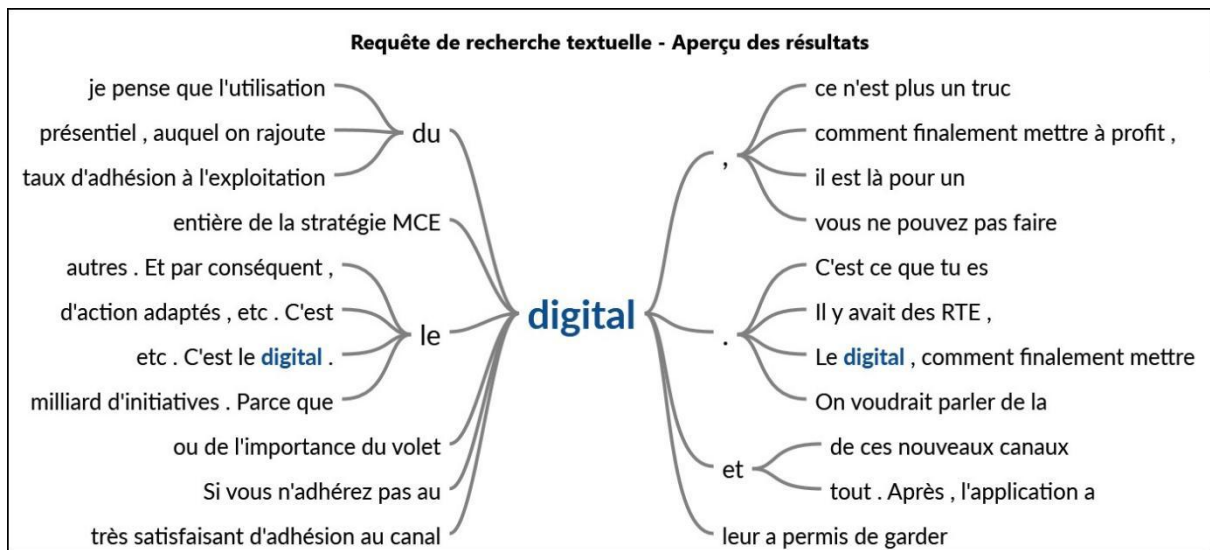 Requête de recherche textuelle - Aperçu des résultats
je pense que l'utilisation
présentiel , auquel on rajoute
taux d'adhésion à l'exploitation
du
entière de la stratégie MCE
autres . Et par conséquent ,
d'action adaptés , etc . C'est
etc . C'est le digital .
milliard d'initiatives . Parce que
le
ou de l'importance du volet
Si vous n'adhérez pas au
très satisfaisant d'adhésion au canal
digital
,
ce n'est plus un truc
comment finalement mettre à profit ,
il est là pour un
vous ne pouvez pas faire
.
C'est ce que tu es
Il y avait des RTE ,
Le digital , comment finalement mettre
On voudrait parler de la
et
de ces nouveaux canaux
tout . Après , l'application a
leur a permis de garder